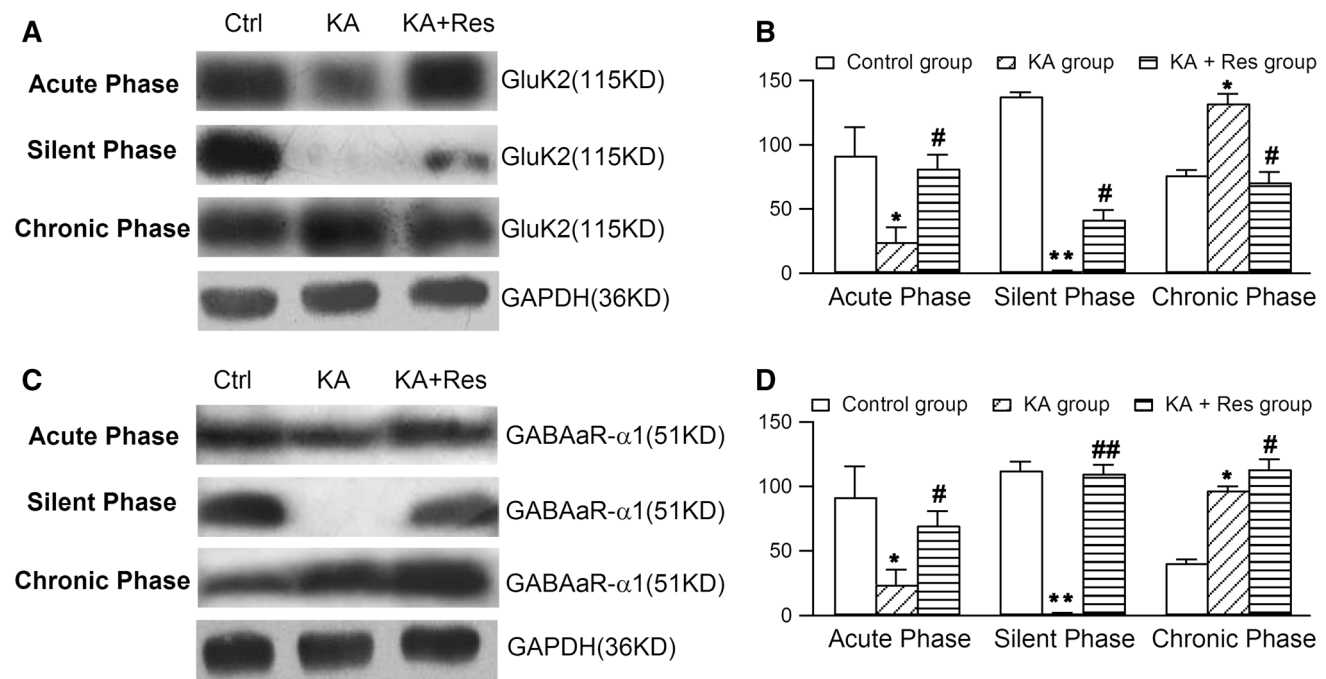 A
Ctrl KA KA+Res
Acute Phase GluK2(115KD)
Silent Phase GluK2(115KD)
Chronic Phase GluK2(115KD)
GAPDH(36KD)
B
Control group KA group KA + Res group
150
100
50
0
* # ** # * #
Acute Phase Silent Phase Chronic Phase
C
Ctrl KA KA+Res
Acute Phase GABAaR-α1(51KD)
Silent Phase GABAaR-α1(51KD)
Chronic Phase GABAaR-α1(51KD)
GAPDH(36KD)
D
Control group KA group KA + Res group
150
100
50
0
* # ** ## * #
Acute Phase Silent Phase Chronic Phase